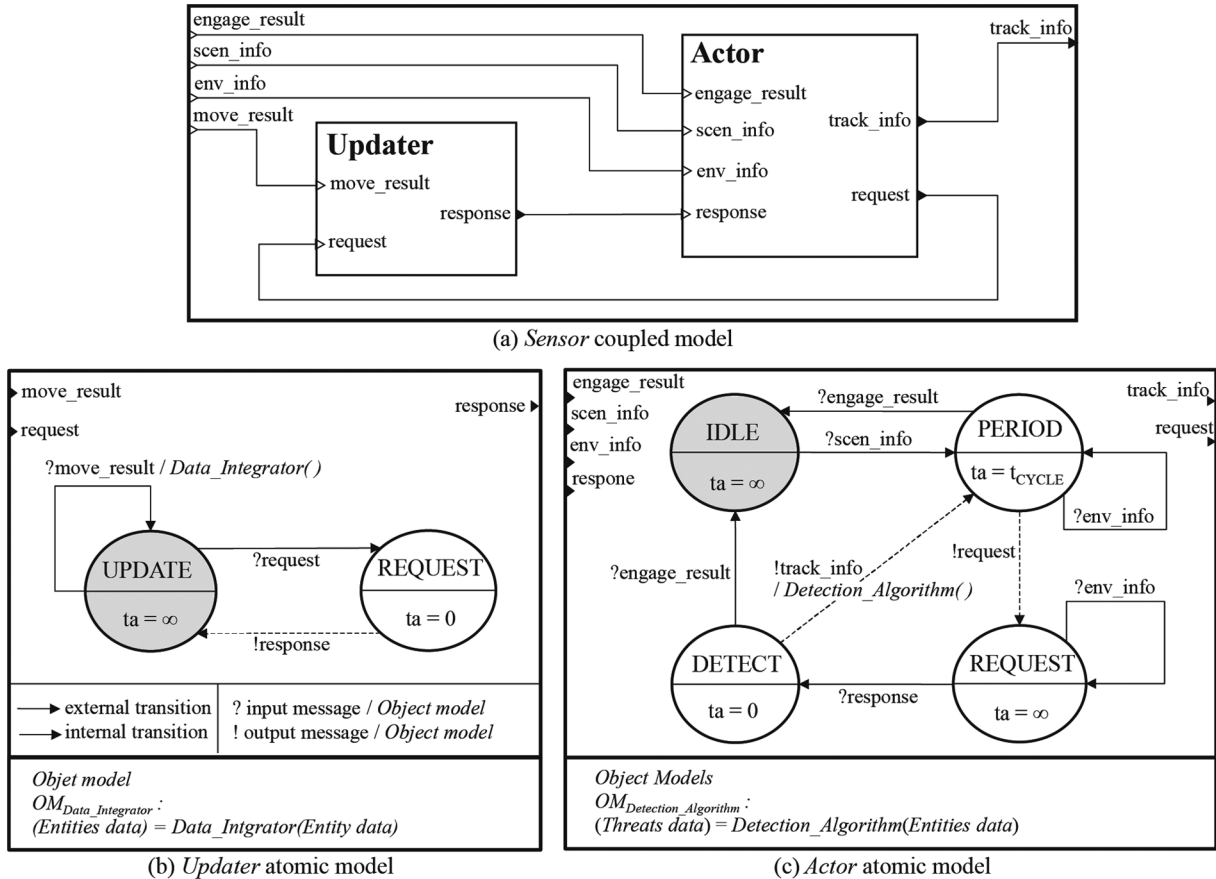 engage_result
scen_info
env_info
move_result
track_info
Actor
engage_result
scen_info
env_info
response
track_info
request
Updater
move_result
response
request
(a) Sensor coupled model
move_result
request
response
?move_result / Data_Integrator( )
UPDATE
ta = ∞
?request
REQUEST
ta = 0
!response
external transition
internal transition
? input message / Object model
! output message / Object model
Objet model
OM_Data_Integrator :
(Entities data) = Data_Intgrator(Entity data)
(b) Updater atomic model
engage_result
scen_info
env_info
respone
track_info
request
?engage_result
IDLE
ta = ∞
?scen_info
PERIOD
ta = tCYCLE
?env_info
?engage_result
!track_info
/ Detection_Algorithm( )
!request
?env_info
DETECT
ta = 0
?response
REQUEST
ta = ∞
Object Models
OM_Detection_Algorithm :
(Threats data) = Detection_Algorithm(Entities data)
(c) Actor atomic model